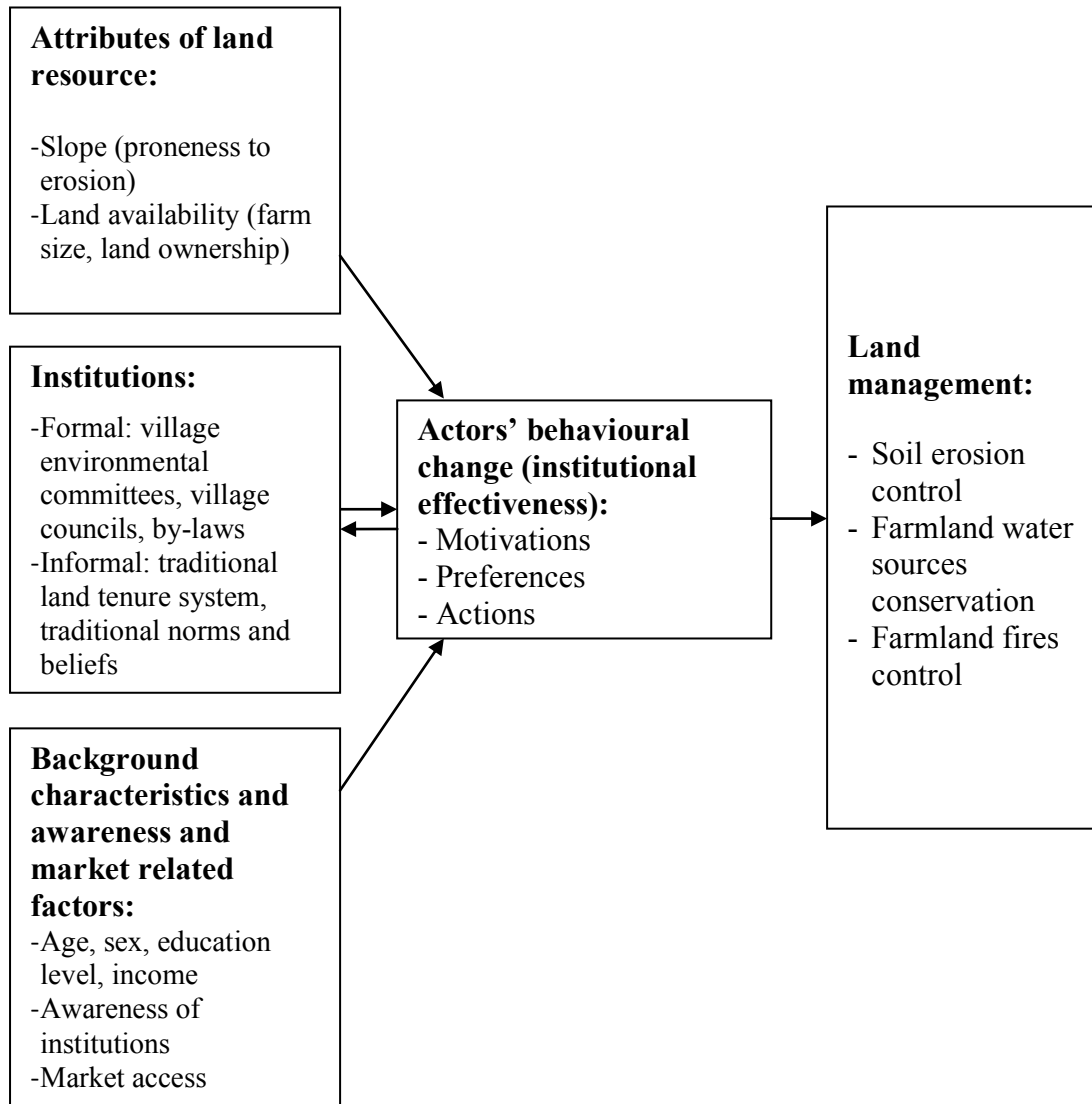 Attributes of land
resource:
-Slope (proneness to
erosion)
-Land availability (farm
size, land ownership)
Institutions:
-Formal: village
environmental
committees, village
councils, by-laws
-Informal: traditional
land tenure system,
traditional norms and
beliefs
Background
characteristics and
awareness and
market related
factors:
-Age, sex, education
level, income
-Awareness of
institutions
-Market access
Actors’ behavioural
change (institutional
effectiveness):
- Motivations
- Preferences
- Actions
Land
management:
- Soil erosion
control
- Farmland water
sources
conservation
- Farmland fires
control